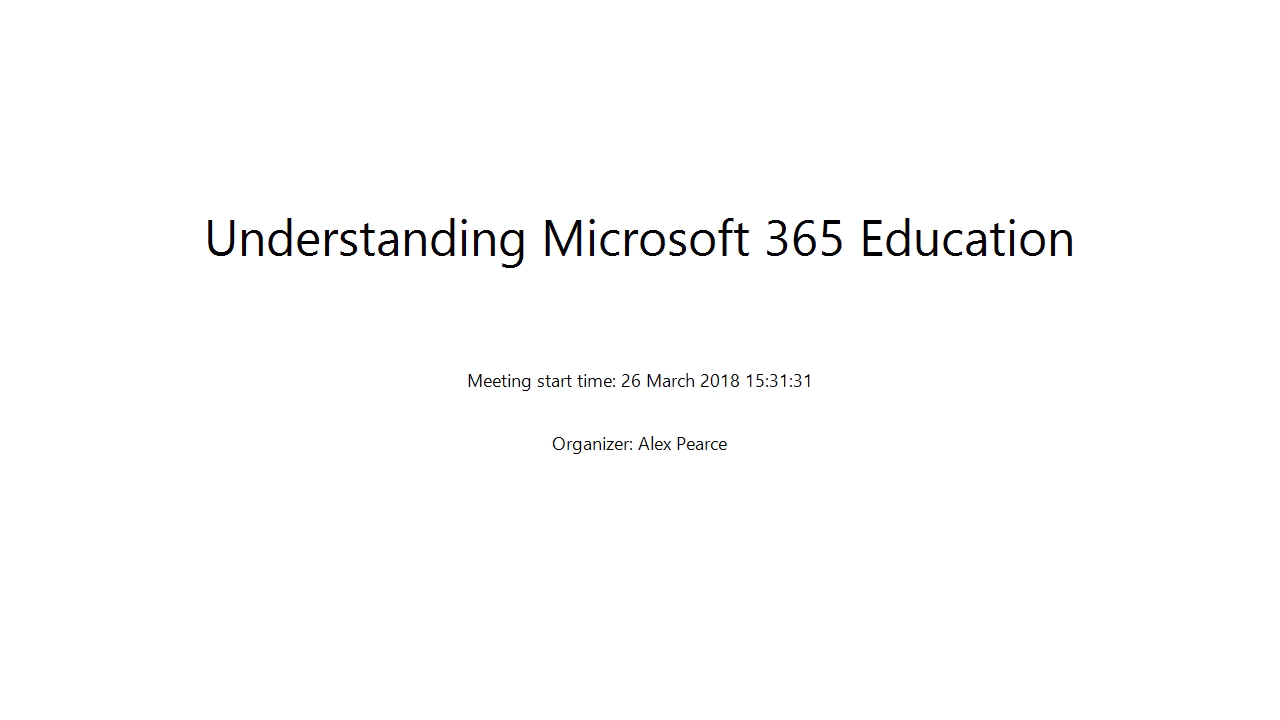 Understanding Microsoft 365 Education
Meeting start time: 26 March 2018 15:31:31
Organizer: Alex Pearce